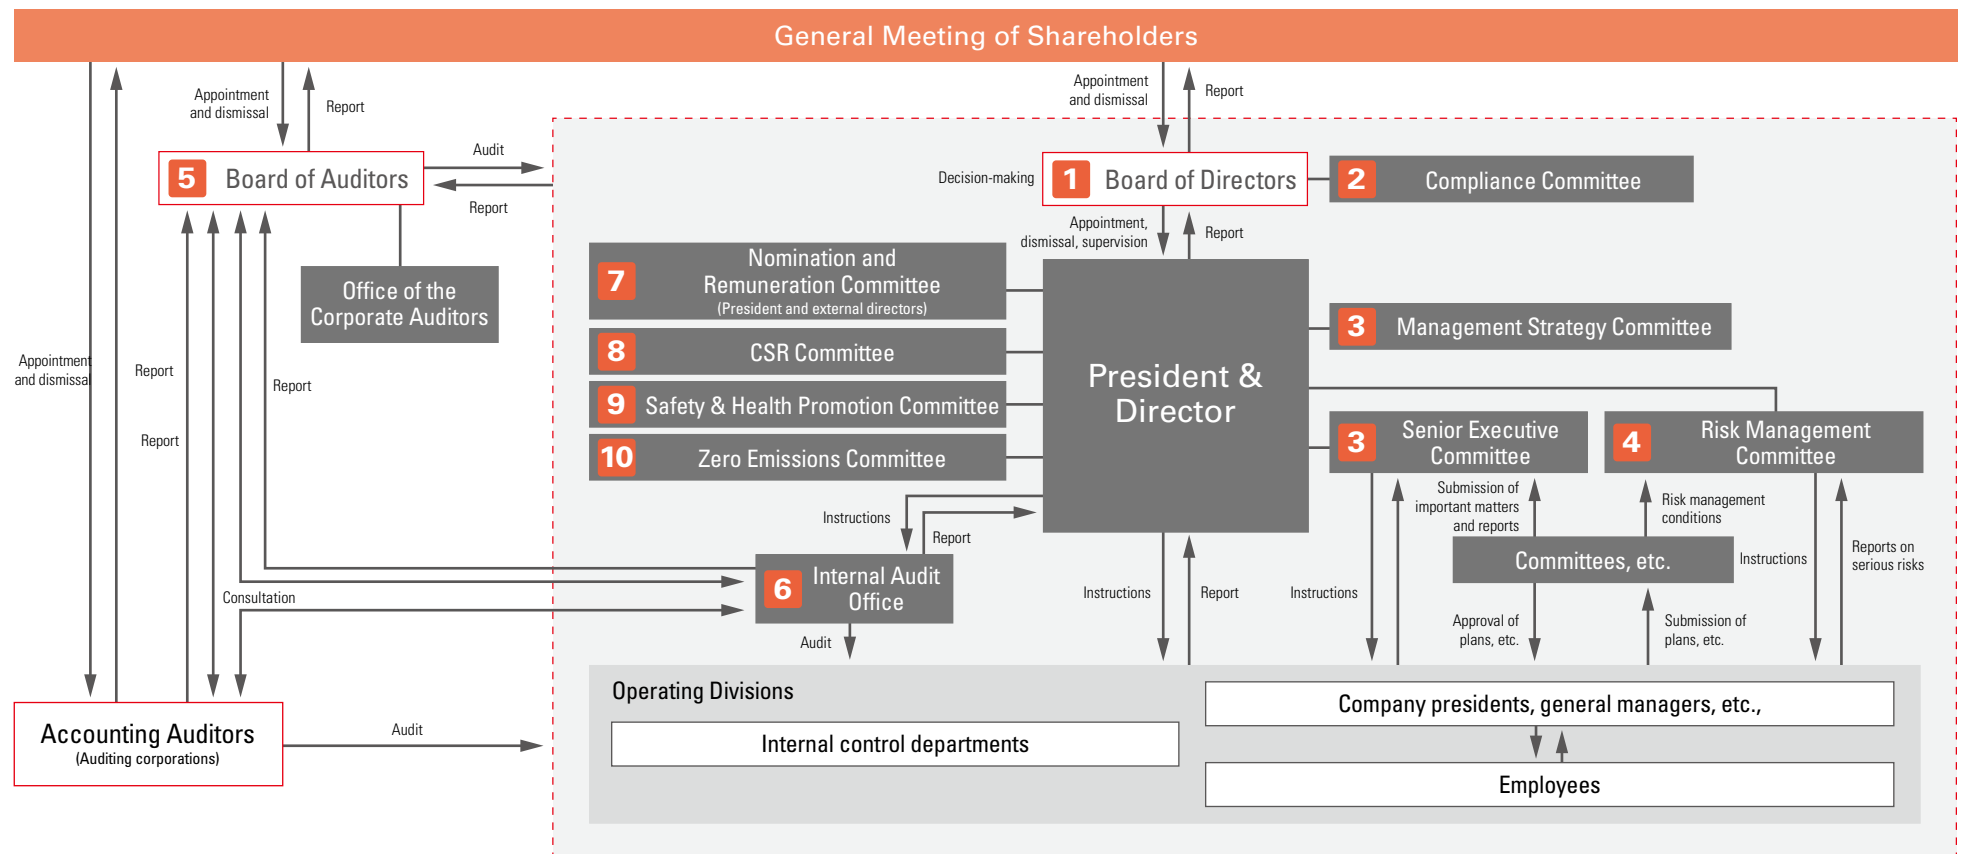 General Meeting of Shareholders
Appointment
and dismissal
Report
Appointment
and dismissal
Report
5 Board of Auditors
Audit
Report
Decision-making
1 Board of Directors
2 Compliance Committee
Appointment,
dismissal, supervision
Report
Office of the
Corporate Auditors
7
Nomination and
Remuneration Committee
(President and external directors)
8 CSR Committee
9 Safety & Health Promotion Committee
10 Zero Emissions Committee
President &
Director
3 Management Strategy Committee
3
Senior Executive
Committee
4
Risk Management
Committee
Appointment
and dismissal
Report
Report
Report
Instructions
Report
Submission of
important matters
and reports
Risk management
conditions
Committees, etc.
Instructions
Reports on
serious risks
6
Internal Audit
Office
Consultation
Audit
Instructions
Report
Instructions
Approval of
plans, etc.
Submission of
plans, etc.
Accounting Auditors
(Auditing corporations)
Audit
Operating Divisions
Internal control departments
Company presidents, general managers, etc.,
Employees